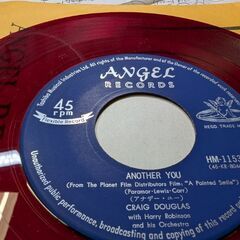 Toshiba Musical Industries Ltd. All Rights of the Manufacturer and of the Owner of the
ANGEL
RECORDS
45
rpm
Flexible Record
REGD. TRADE MARK
ANOTHER YOU
HM-1153
(From The Planet Film Distributors Film, "A Painted Smile")
(Paramor-Lewis-Carr)
(アナザー・ユー)
CRAIG DOUGLAS
with Harry Robinson
and his Orchestra
Unauthorized public performance, broadcasting and copying of this record